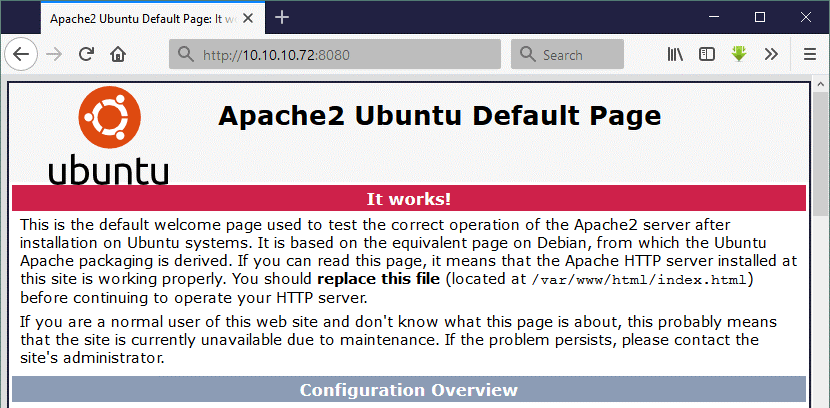 Apache2 Ubuntu Default Page: It w
http://10.10.10.72:8080
Search
ubuntu
Apache2 Ubuntu Default Page
It works!
This is the default welcome page used to test the correct operation of the Apache2 server after
installation on Ubuntu systems. It is based on the equivalent page on Debian, from which the Ubuntu
Apache packaging is derived. If you can read this page, it means that the Apache HTTP server installed at
this site is working properly. You should replace this file (located at /var/www/html/index.html)
before continuing to operate your HTTP server.
If you are a normal user of this web site and don't know what this page is about, this probably means
that the site is currently unavailable due to maintenance. If the problem persists, please contact the
site's administrator.
Configuration Overview